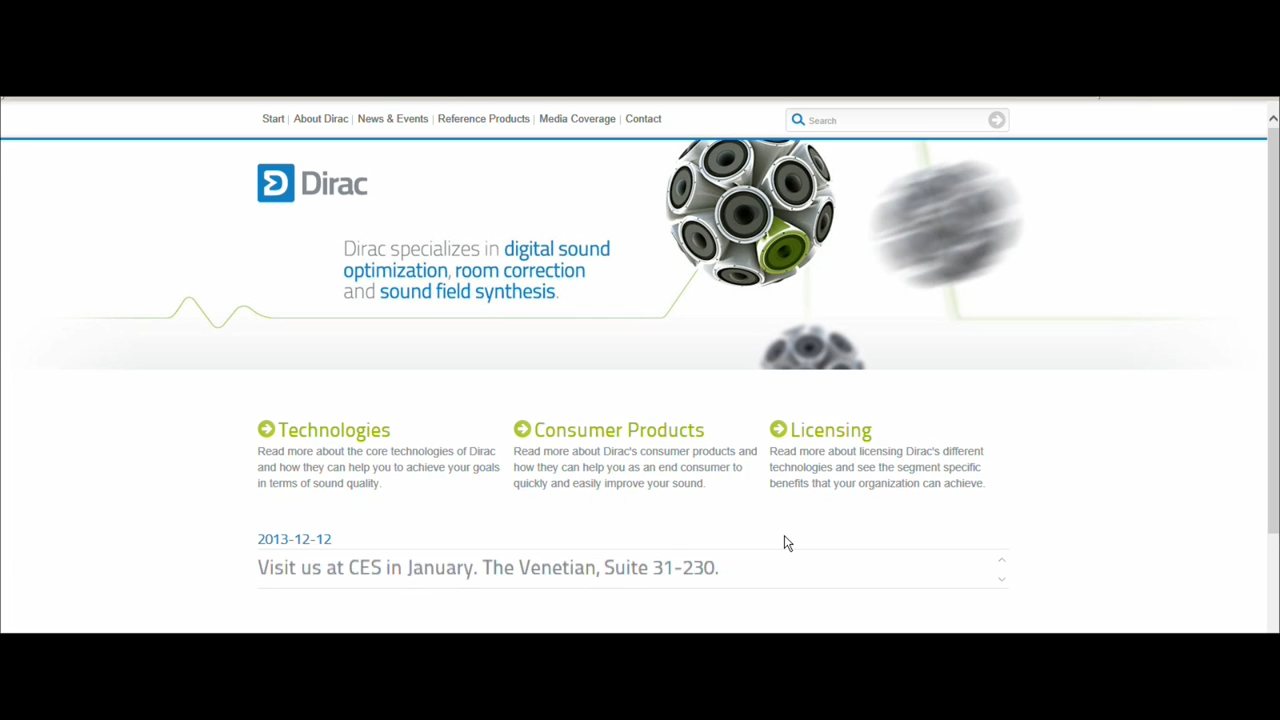 Start | About Dirac | News & Events | Reference Products | Media Coverage | Contact
Search
Dirac
Dirac specializes in digital sound
optimization, room correction
and sound field synthesis.
Technologies
Read more about the core technologies of Dirac
and how they can help you to achieve your goals
in terms of sound quality.
Consumer Products
Read more about Dirac's consumer products and
how they can help you as an end consumer to
quickly and easily improve your sound.
Licensing
Read more about licensing Dirac's different
technologies and see the segment specific
benefits that your organization can achieve.
2013-12-12
Visit us at CES in January. The Venetian, Suite 31-230.